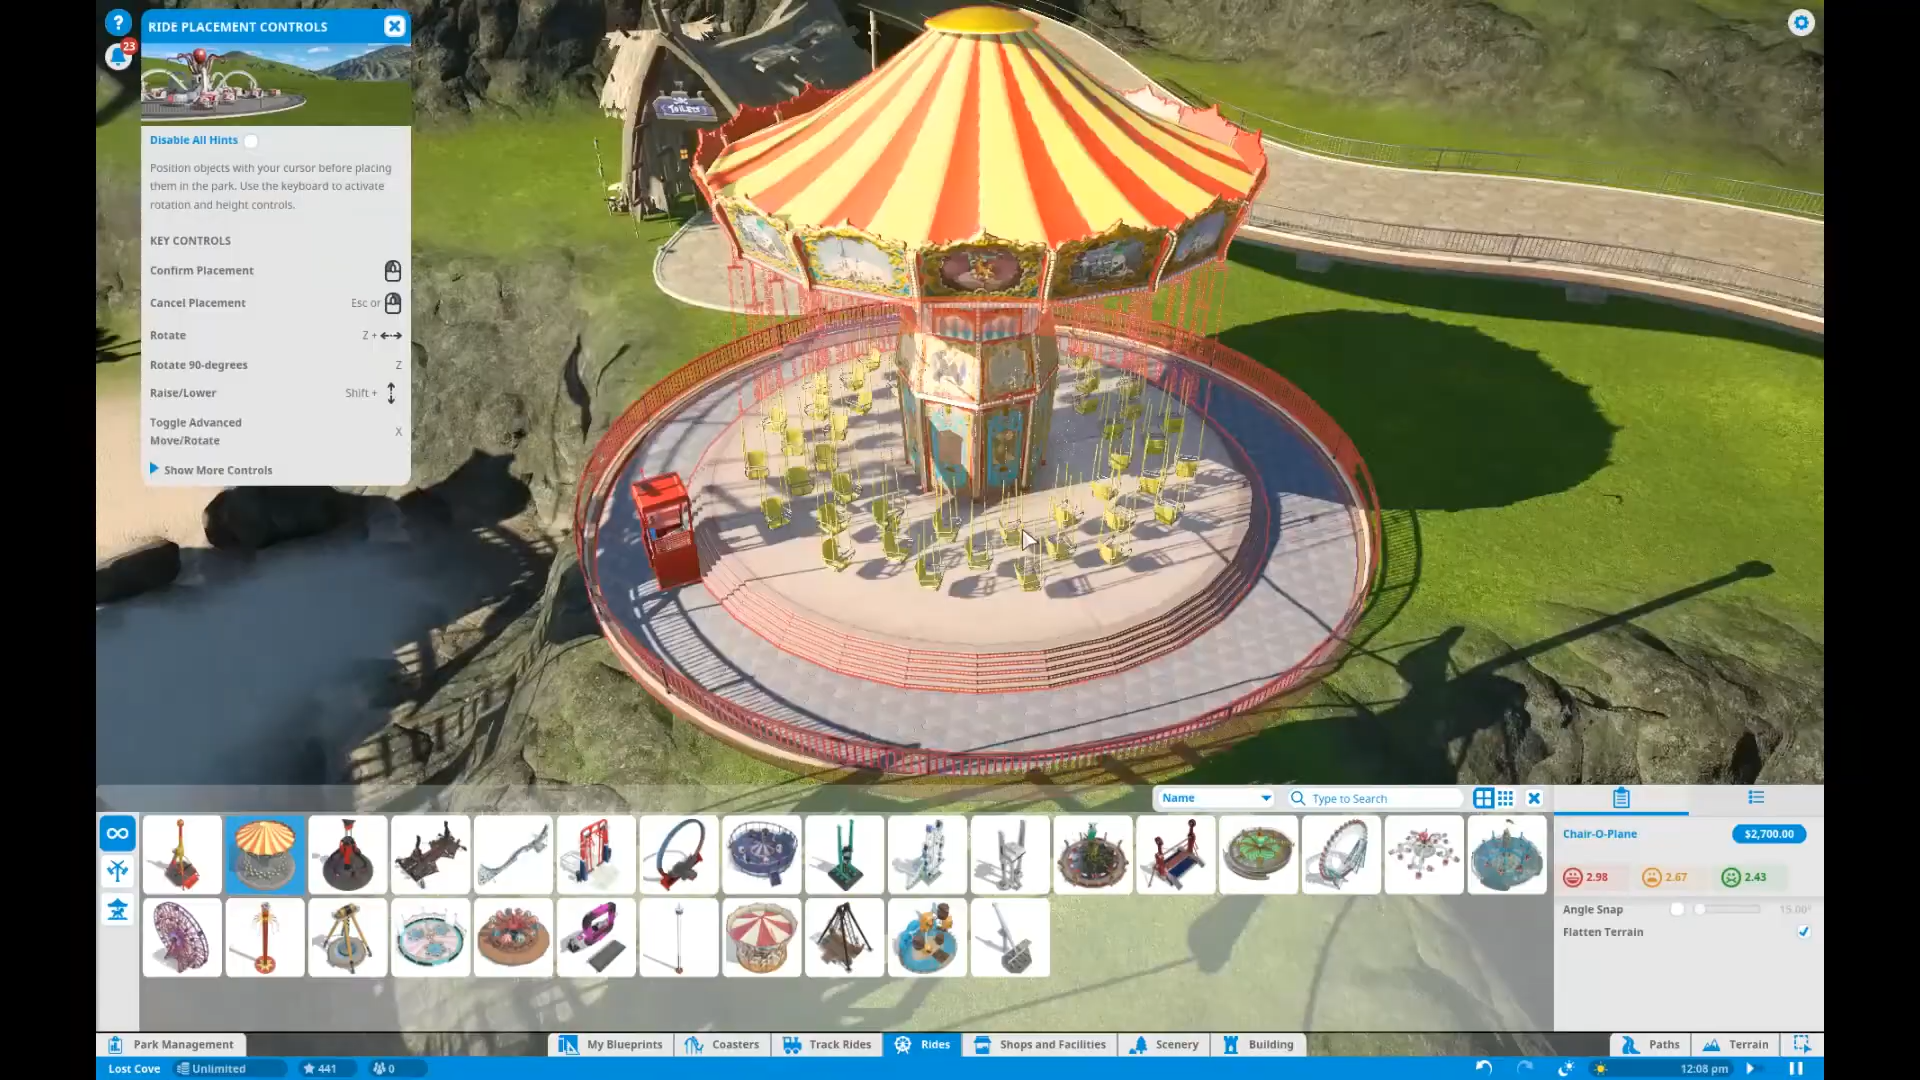 ?
RIDE PLACEMENT CONTROLS
23
Disable All Hints
Position objects with your cursor before placing
them in the park. Use the keyboard to activate
rotation and height controls.
KEY CONTROLS
Confirm Placement
Cancel Placement Esc or
Rotate Z +
Rotate 90-degrees Z
Raise/Lower Shift +
Toggle Advanced
Move/Rotate X
Show More Controls
TOILETS
Name Type to Search
Chair-O-Plane $2,700.00
2.98 2.67 2.43
Angle Snap 15.00°
Flatten Terrain
Park Management My Blueprints Coasters Track Rides Rides Shops and Facilities Scenery Building Paths Terrain
Lost Cove Unlimited 441 0 12:08 pm